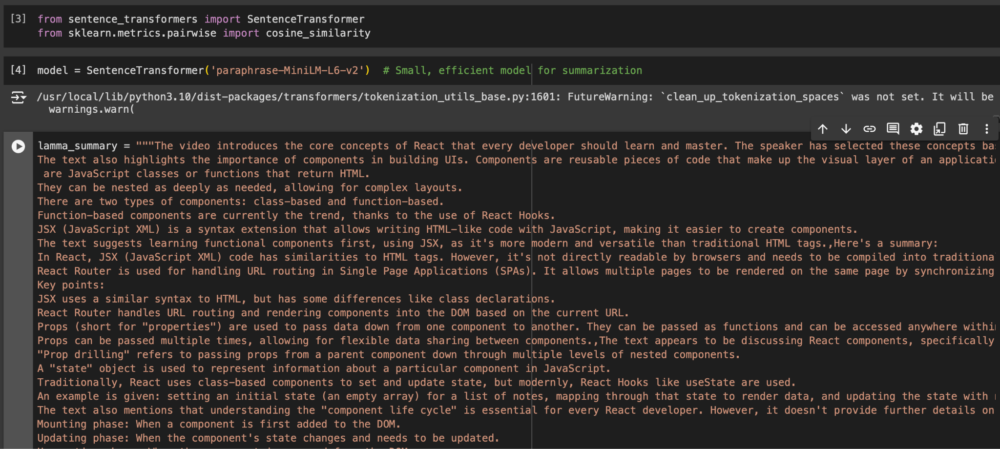 [3] from sentence_transformers import SentenceTransformer
from sklearn.metrics.pairwise import cosine_similarity
[4] model = SentenceTransformer('paraphrase-MiniLM-L6-v2')  # Small, efficient model for summarization
/usr/local/lib/python3.10/dist-packages/transformers/tokenization_utils_base.py:1601: FutureWarning: `clean_up_tokenization_spaces` was not set. It will be
warnings.warn(
lamma_summary = """The video introduces the core concepts of React that every developer should learn and master. The speaker has selected these concepts
The text also highlights the importance of components in building UIs. Components are reusable pieces of code that make up the visual layer of an
are JavaScript classes or functions that return HTML.
They can be nested as deeply as needed, allowing for complex layouts.
There are two types of components: class-based and function-based.
Function-based components are currently the trend, thanks to the use of React Hooks.
JSX (JavaScript XML) is a syntax extension that allows writing HTML-like code with JavaScript, making it easier to create components.
The text suggests learning functional components first, using JSX, as it's more modern and versatile than traditional HTML tags.,Here's a summary:
In React, JSX (JavaScript XML) code has similarities to HTML tags. However, it's not directly readable by browsers and needs to be compiled into traditiona
React Router is used for handling URL routing in Single Page Applications (SPAs). It allows multiple pages to be rendered on the same page by synchronizing
Key points:
JSX uses a similar syntax to HTML, but has some differences like class declarations.
React Router handles URL routing and rendering components into the DOM based on the current URL.
Props (short for "properties") are used to pass data down from one component to another. They can be passed as functions and can be accessed anywhere
Props can be passed multiple times, allowing for flexible data sharing between components.,The text appears to be discussing React components, specifically
"Prop drilling" refers to passing props from a parent component down through multiple levels of nested components.
A "state" object is used to represent information about a particular component in JavaScript.
Traditionally, React uses class-based components to set and update state, but modernly, React Hooks like useState are used.
An example is given: setting an initial state (an empty array) for a list of notes, mapping through that state to render data, and updating the state with
The text also mentions that understanding the "component life cycle" is essential for every React developer. However, it doesn't provide further details on
Mounting phase: When a component is first added to the DOM.
Updating phase: When the component's state changes and needs to be updated.